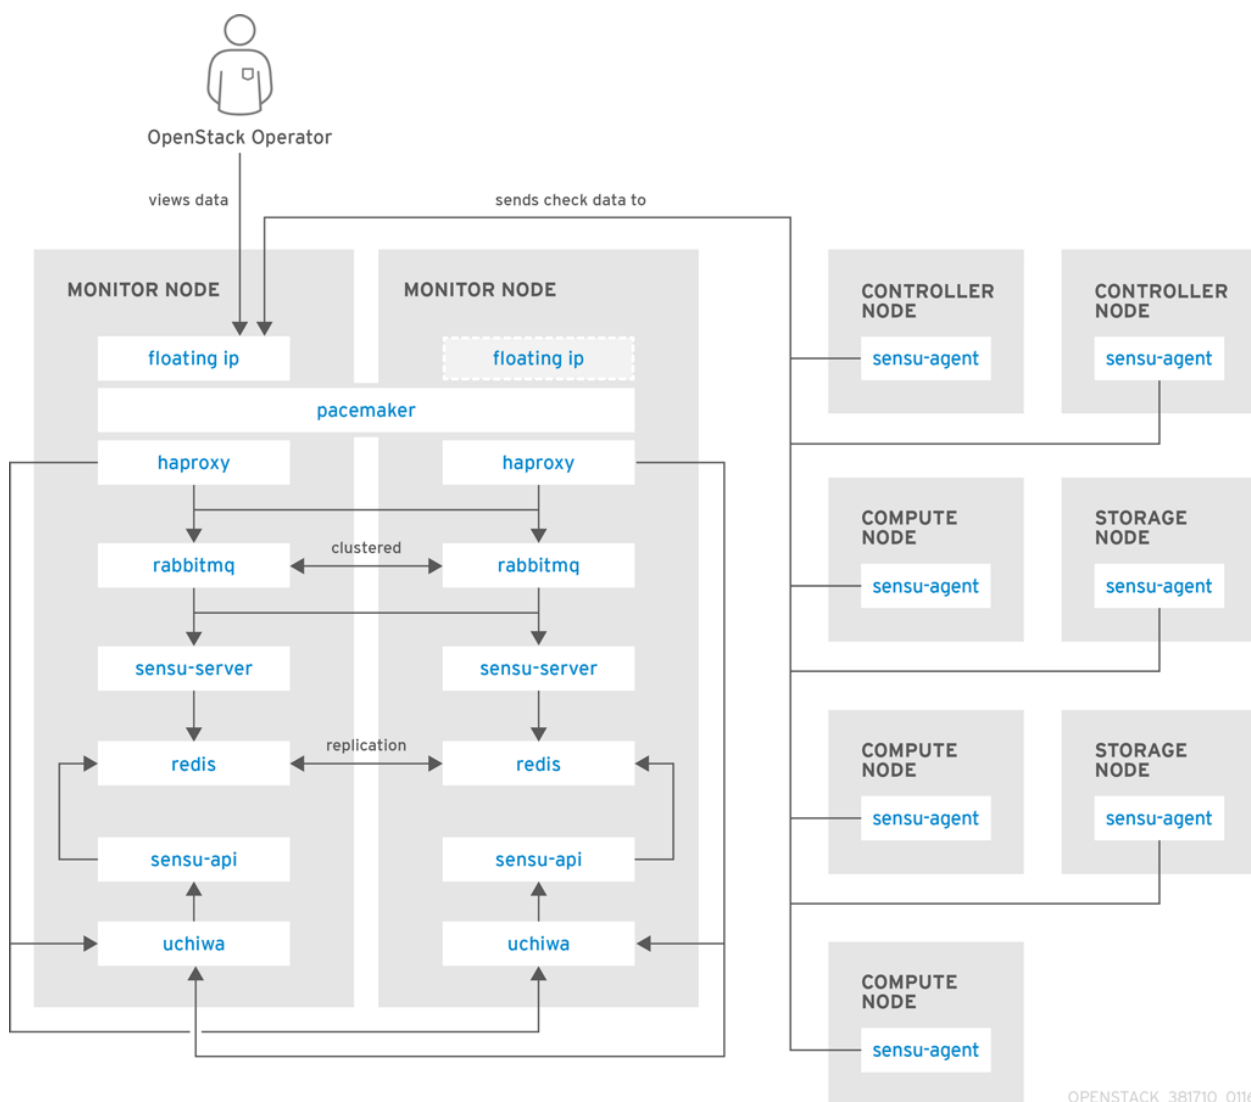 OpenStack Operator
views data
sends check data to
MONITOR NODE
MONITOR NODE
floating ip
floating ip
pacemaker
haproxy
haproxy
rabbitmq
clustered
rabbitmq
sensu-server
sensu-server
redis
replication
redis
sensu-api
sensu-api
uchiwa
uchiwa
CONTROLLER
NODE
sensu-agent
CONTROLLER
NODE
sensu-agent
COMPUTE
NODE
sensu-agent
STORAGE
NODE
sensu-agent
COMPUTE
NODE
sensu-agent
STORAGE
NODE
sensu-agent
COMPUTE
NODE
sensu-agent
OPENSTACK_381710_0116